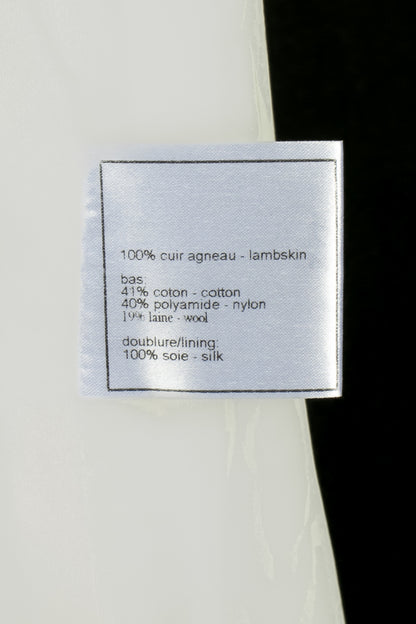 100% cuir agneau - lambskin
bas:
41% coton - cotton
40% polyamide - nylon
19% laine - wool
doublure/lining:
100% soie - silk